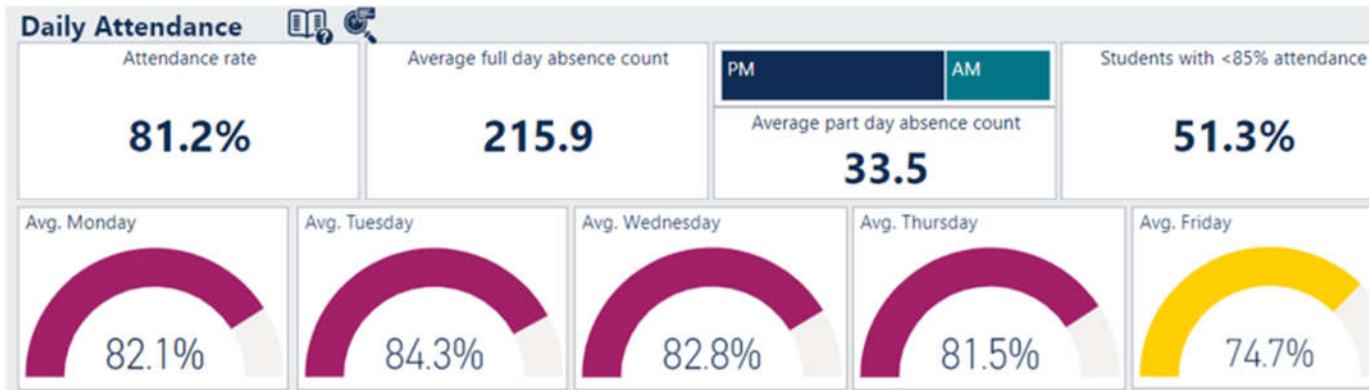 Daily Attendance
Attendance rate
81.2%
Average full day absence count
215.9
PM
AM
Average part day absence count
33.5
Students with <85% attendance
51.3%
Avg. Monday
82.1%
Avg. Tuesday
84.3%
Avg. Wednesday
82.8%
Avg. Thursday
81.5%
Avg. Friday
74.7%